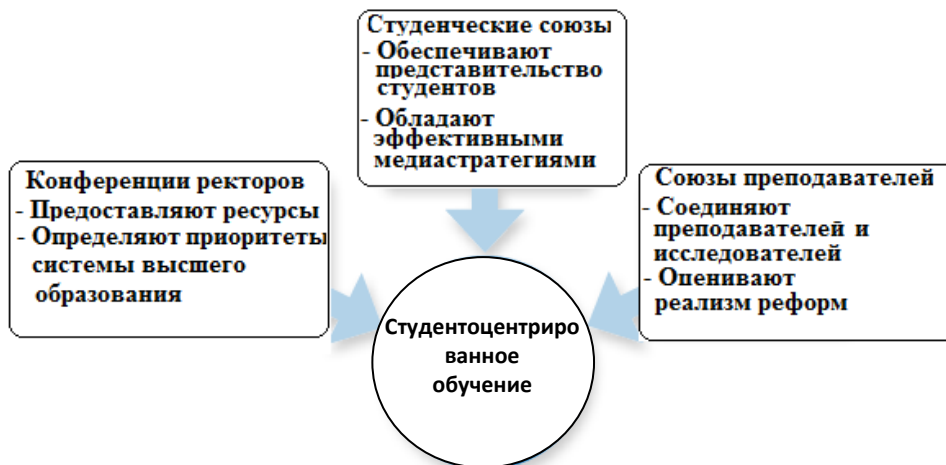 Студенческие союзы
- Обеспечивают
представительство
студентов
- Обладают
эффективными
медиастратегиями
Конференции ректоров
- Предоставляют ресурсы
- Определяют приоритеты
системы высшего
образования
Союзы преподавателей
- Соединяют
преподавателей и
исследователей
- Оценивают
реализм реформ
Студентоцентриро
ванное
обучение